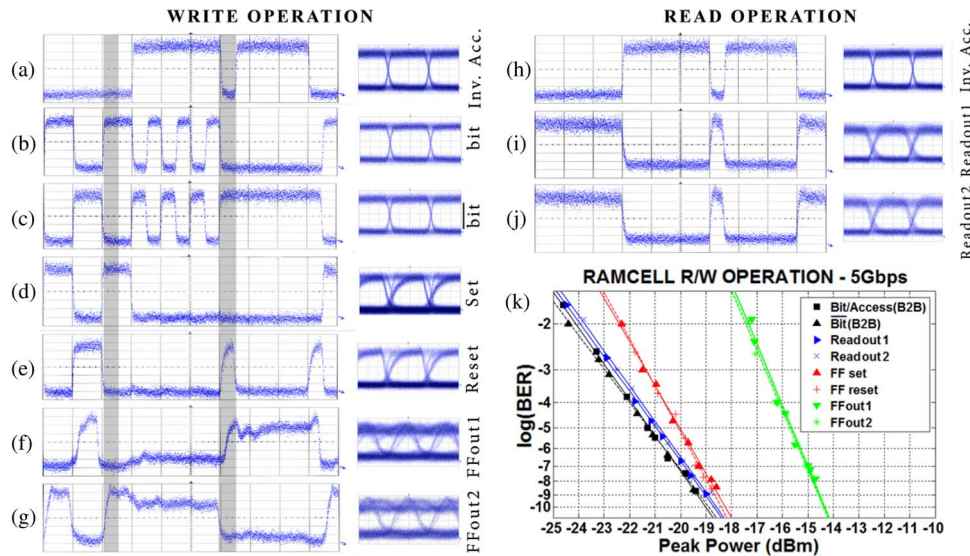 WRITE OPERATION
READ OPERATION
(a)
Inv. Acc.
(b)
bit
(c)
bit
(d)
Set
(e)
Reset
(f)
FFout1
(g)
FFout2
(h)
Inv. Acc.
(i)
Readout1
(j)
Readout2
(k)
RAMCELL R/W OPERATION - 5Gbps
log(BER)
-2
-3
-4
-5
-6
-7
-8
-9
-10
Bit/Access(B2B)
Bit(B2B)
Readout1
Readout2
FF set
FF reset
FFout1
FFout2
-25 -24 -23 -22 -21 -20 -19 -18 -17 -16 -15 -14 -13 -12 -11 -10
Peak Power (dBm)